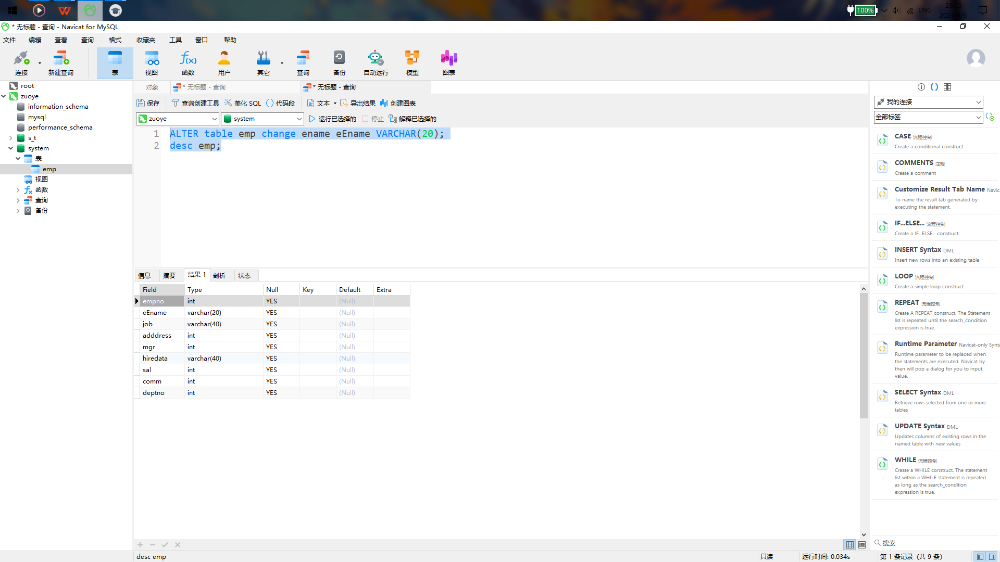 100%
ENG
23:15
2023/9/9
* 无标题 - 查询 - Navicat for MySQL
文件 编辑 查看 查询 格式 收藏夹 工具 窗口 帮助
连接 新建查询 表 视图 函数 用户 其它 查询 备份 自动运行 模型 图表
root
zuoye
information_schema
mysql
performance_schema
s_t
system
表
emp
视图
函数
查询
备份
对象 * 无标题 - 查询 * 无标题 - 查询
保存 查询创建工具 美化 SQL () 代码段 文本 导出结果 创建图表
zuoye system 运行已选择的 停止 解释已选择的
1 ALTER table emp change ename eEname VARCHAR(20);
2 desc emp;
信息 摘要 结果 1 剖析 状态
Field Type Null Key Default Extra
empno int YES (Null)
eEname varchar(20) YES (Null)
job varchar(40) YES (Null)
adddress int YES (Null)
mgr int YES (Null)
hiredata varchar(40) YES (Null)
sal int YES (Null)
comm int YES (Null)
deptno int YES (Null)
我的连接
全部标签
CASE 流程控制
Create a conditional construct
COMMENTS 注释
Create a comment
Customize Result Tab Name Navica
To name the result tab generated by
executing the statement.
IF...ELSE... 流程控制
Create a IF...ELSE... construct
INSERT Syntax DML
Insert new rows into an existing table
LOOP 流程控制
Create a simple loop construct
REPEAT 流程控制
Create A REPEAT construct. The Statement
list is repeated until the search_condition
expression is true.
Runtime Parameter Navicat-only Synta
Runtime parameter to be replaced when
the statements are executed. Navicat by
then will pop a dialog for you to input
value.
SELECT Syntax DML
Retrieve rows selected from one or more
tables
UPDATE Syntax DML
Updates columns of existing rows in the
named table with new values
WHILE 流程控制
Create a WHILE construct. The statement
list within a WHILE statement is repeated
as long as the search_condition
expression is true.
搜索
desc emp 只读 运行时间: 0.034s 第 1 条记录 (共 9 条)